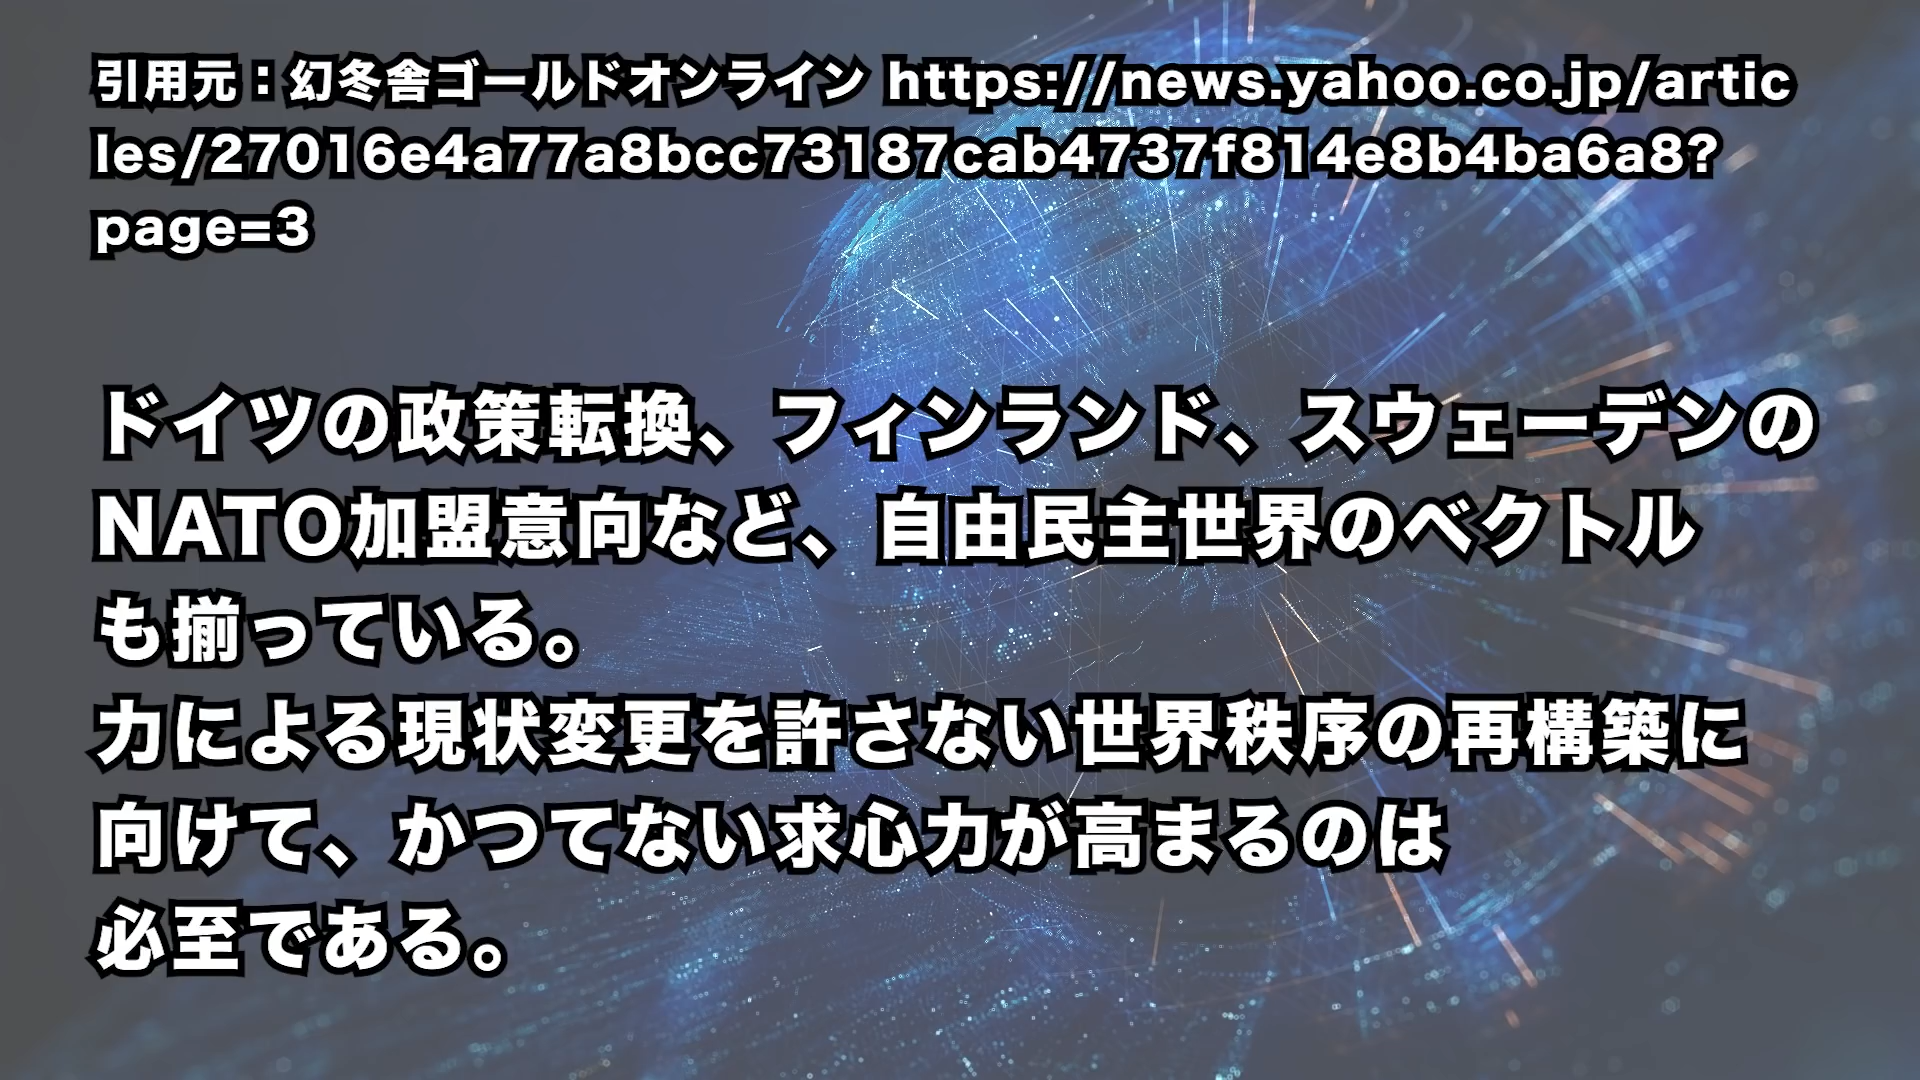 引用元：幻冬舎ゴールドオンライン https://news.yahoo.co.jp/artic
les/27016e4a77a8bcc73187cab4737f814e8b4ba6a8?
page=3
ドイツの政策転換、フィンランド、スウェーデンの
NATO加盟意向など、自由民主世界のベクトル
も揃っている。
力による現状変更を許さない世界秩序の再構築に
向けて、かつてない求心力が高まるのは
必至である。